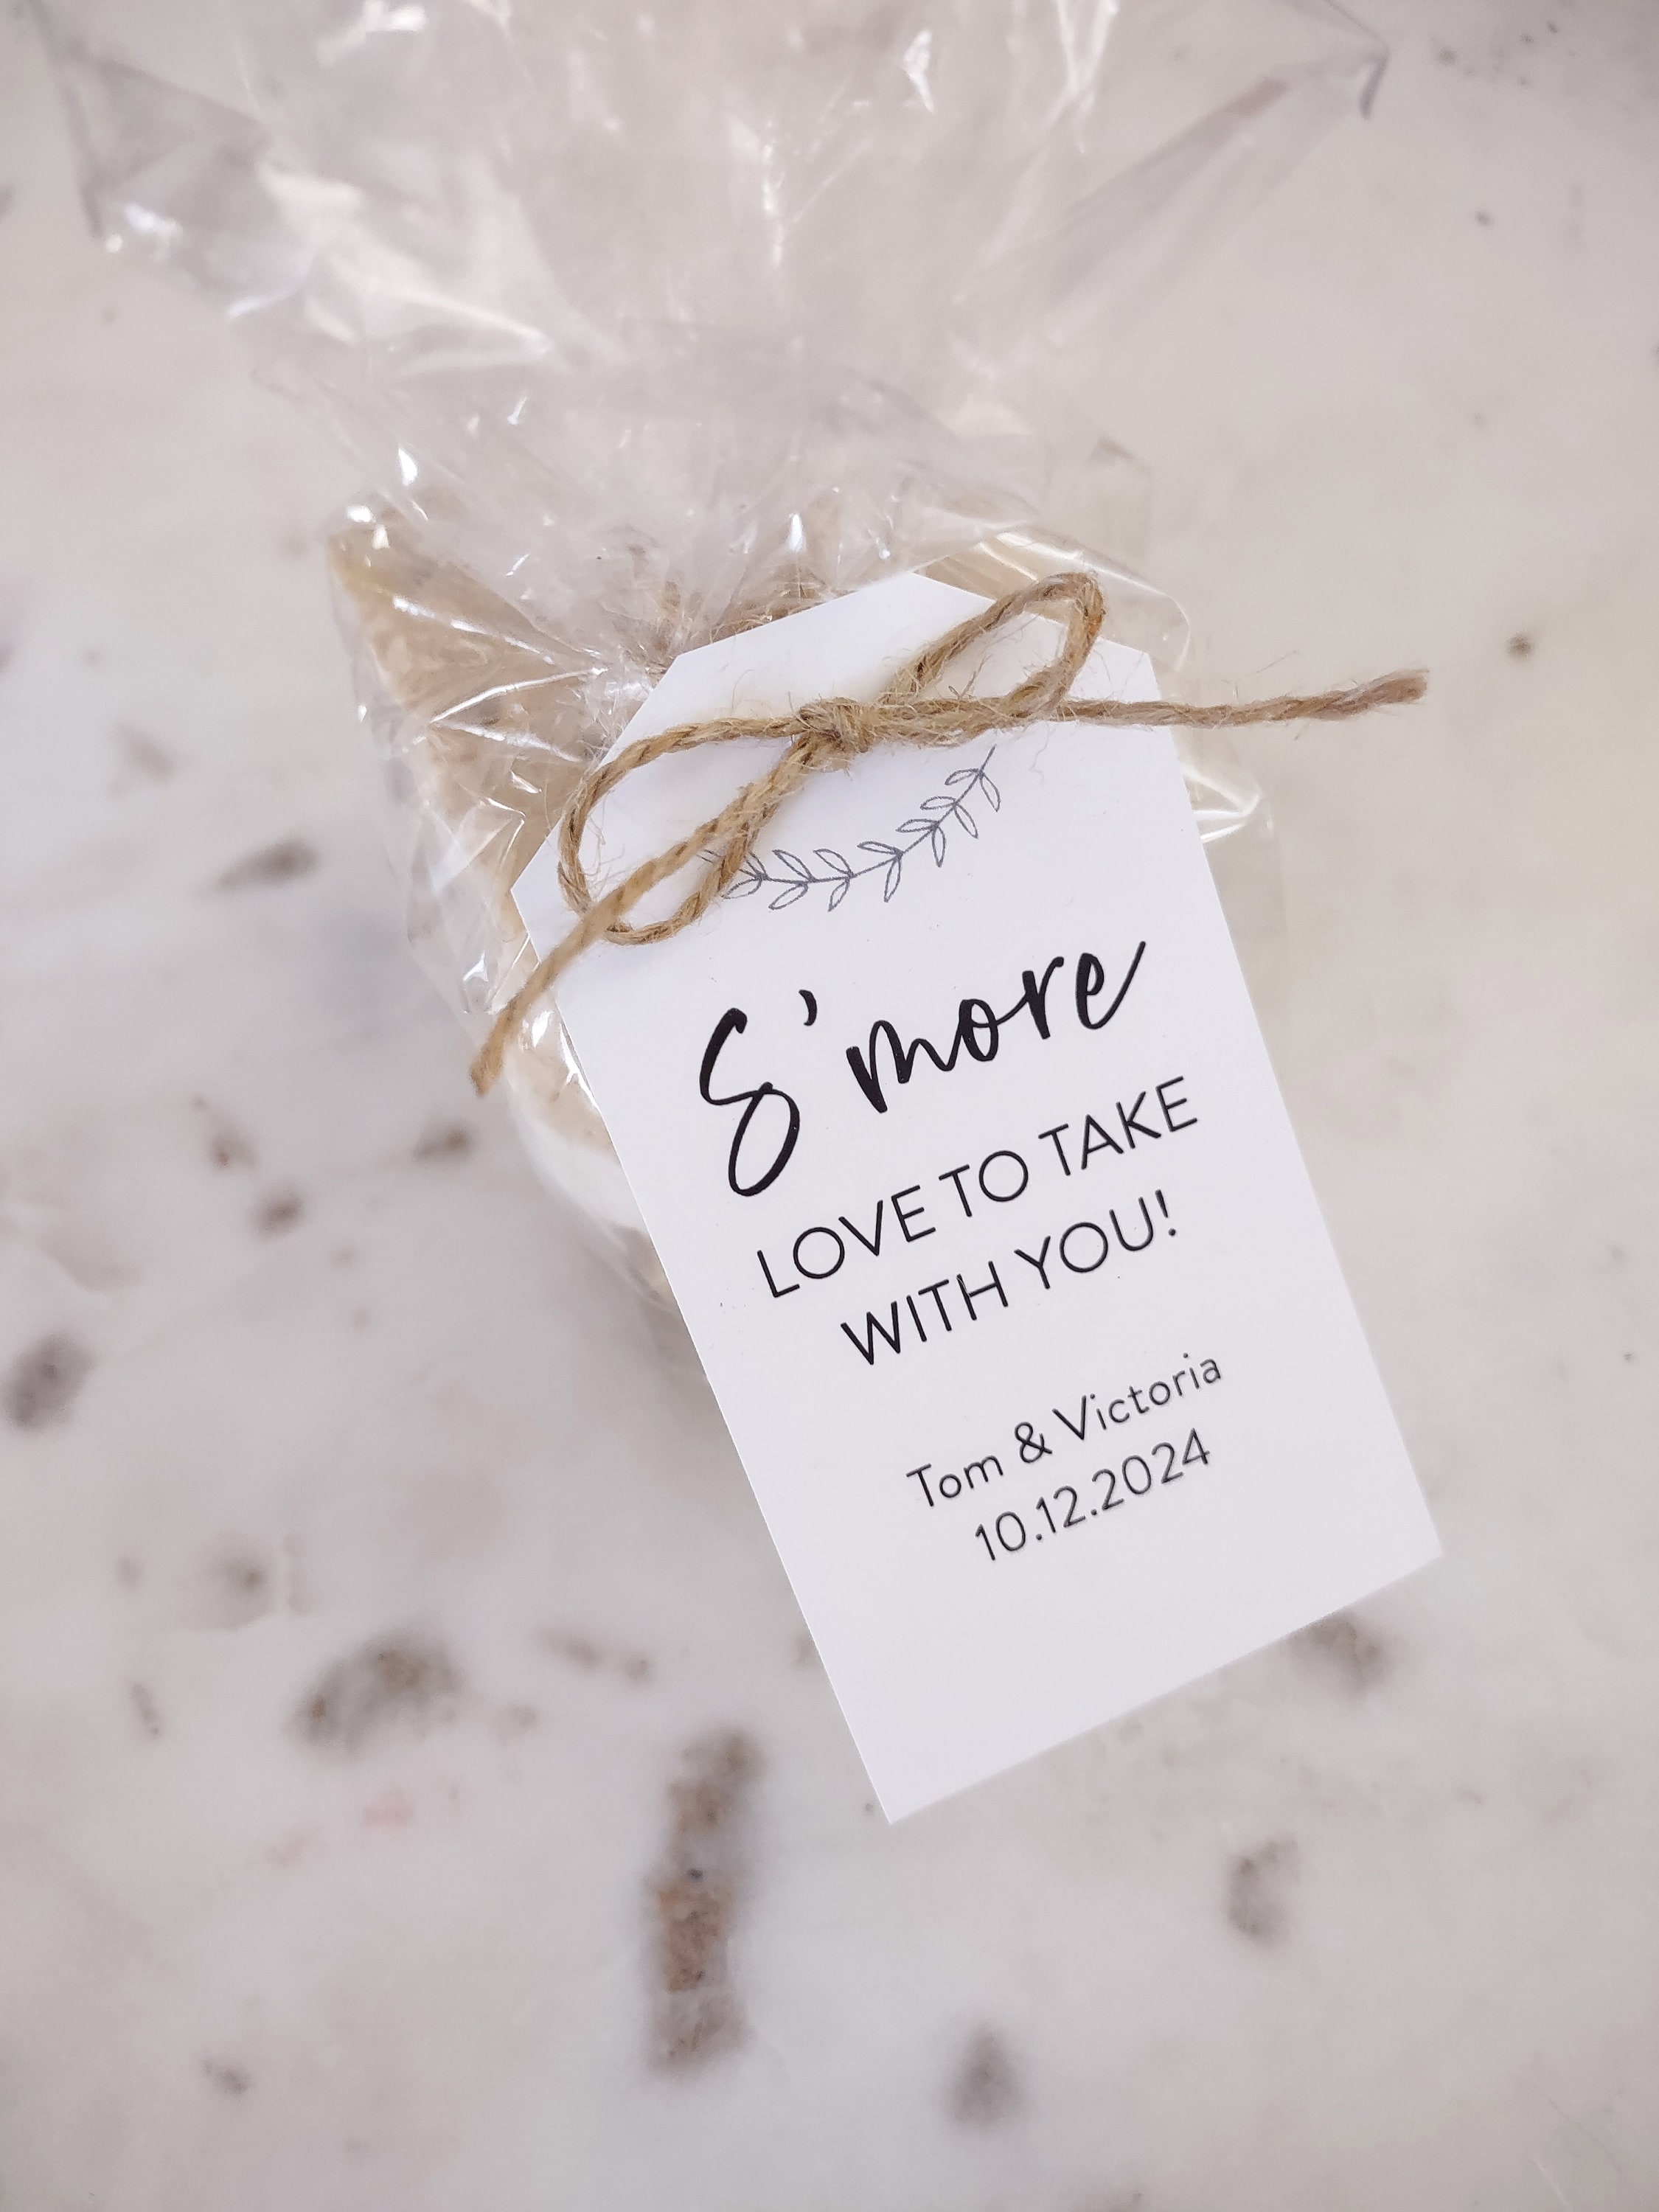 S'more
LOVE TO TAKE
WITH YOU!
Tom & Victoria
10.12.2024